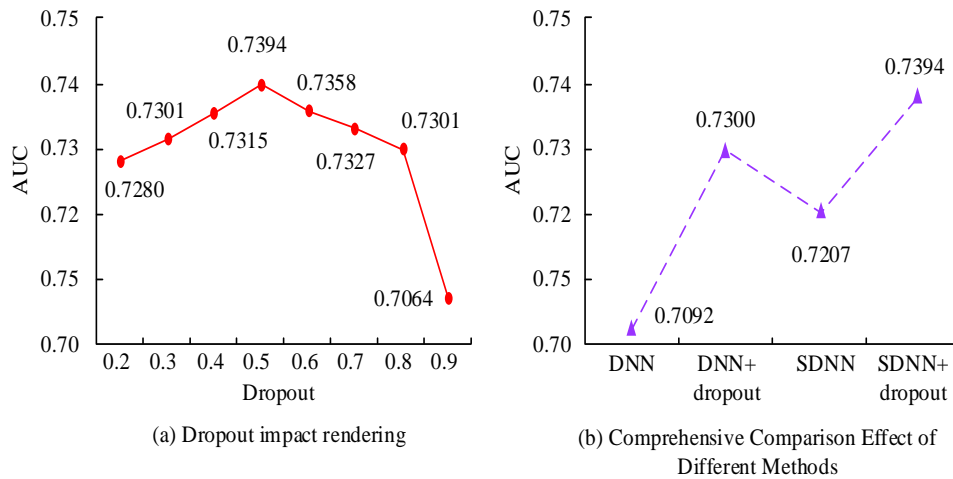 0.75
0.74
0.73
0.72
0.75
0.70
AUC
0.7280
0.7301
0.7315
0.7394
0.7358
0.7327
0.7301
0.7064
0.2 0.3 0.4 0.5 0.6 0.7 0.8 0.9
Dropout
(a) Dropout impact rendering
0.75
0.74
0.73
0.72
0.75
0.70
AUC
0.7092
0.7300
0.7207
0.7394
DNN DNN+ SDNN SDNN+
dropout dropout
(b) Comprehensive Comparison Effect of
Different Methods